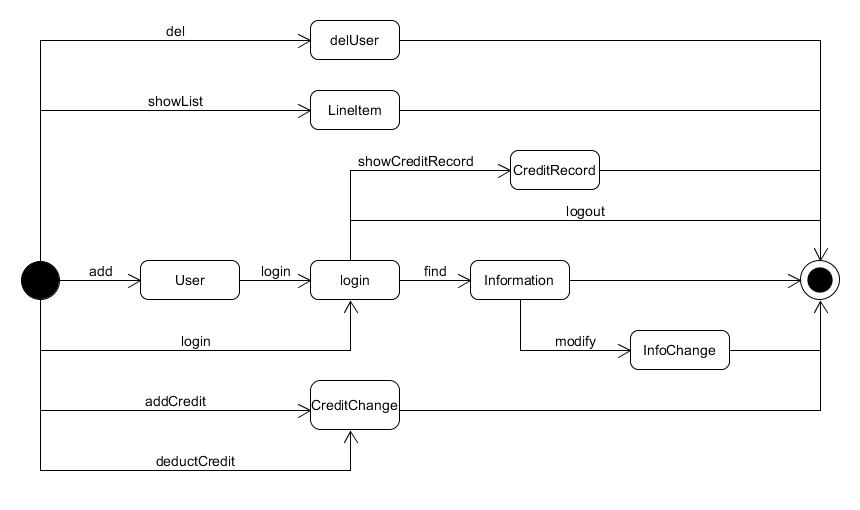 del
delUser
showList
LineItem
showCreditRecord
CreditRecord
logout
add
User
login
login
find
Information
login
modify
InfoChange
addCredit
CreditChange
deductCredit